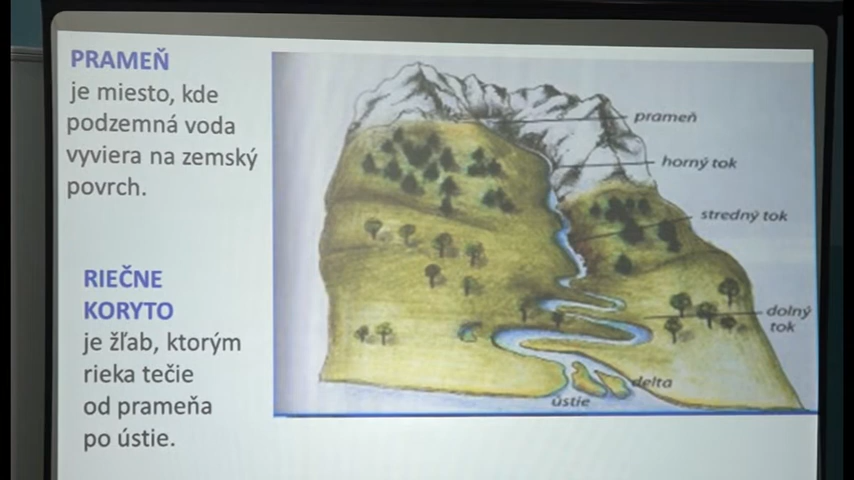 PRAMEŇ
je miesto, kde
podzemná voda
vyviera na zemský
povrch.
RIEČNE
KORYTO
je žľab, ktorým
rieka tečie
od prameňa
po ústie.
prameň
horný tok
stredný tok
dolný
tok
delta
ústie